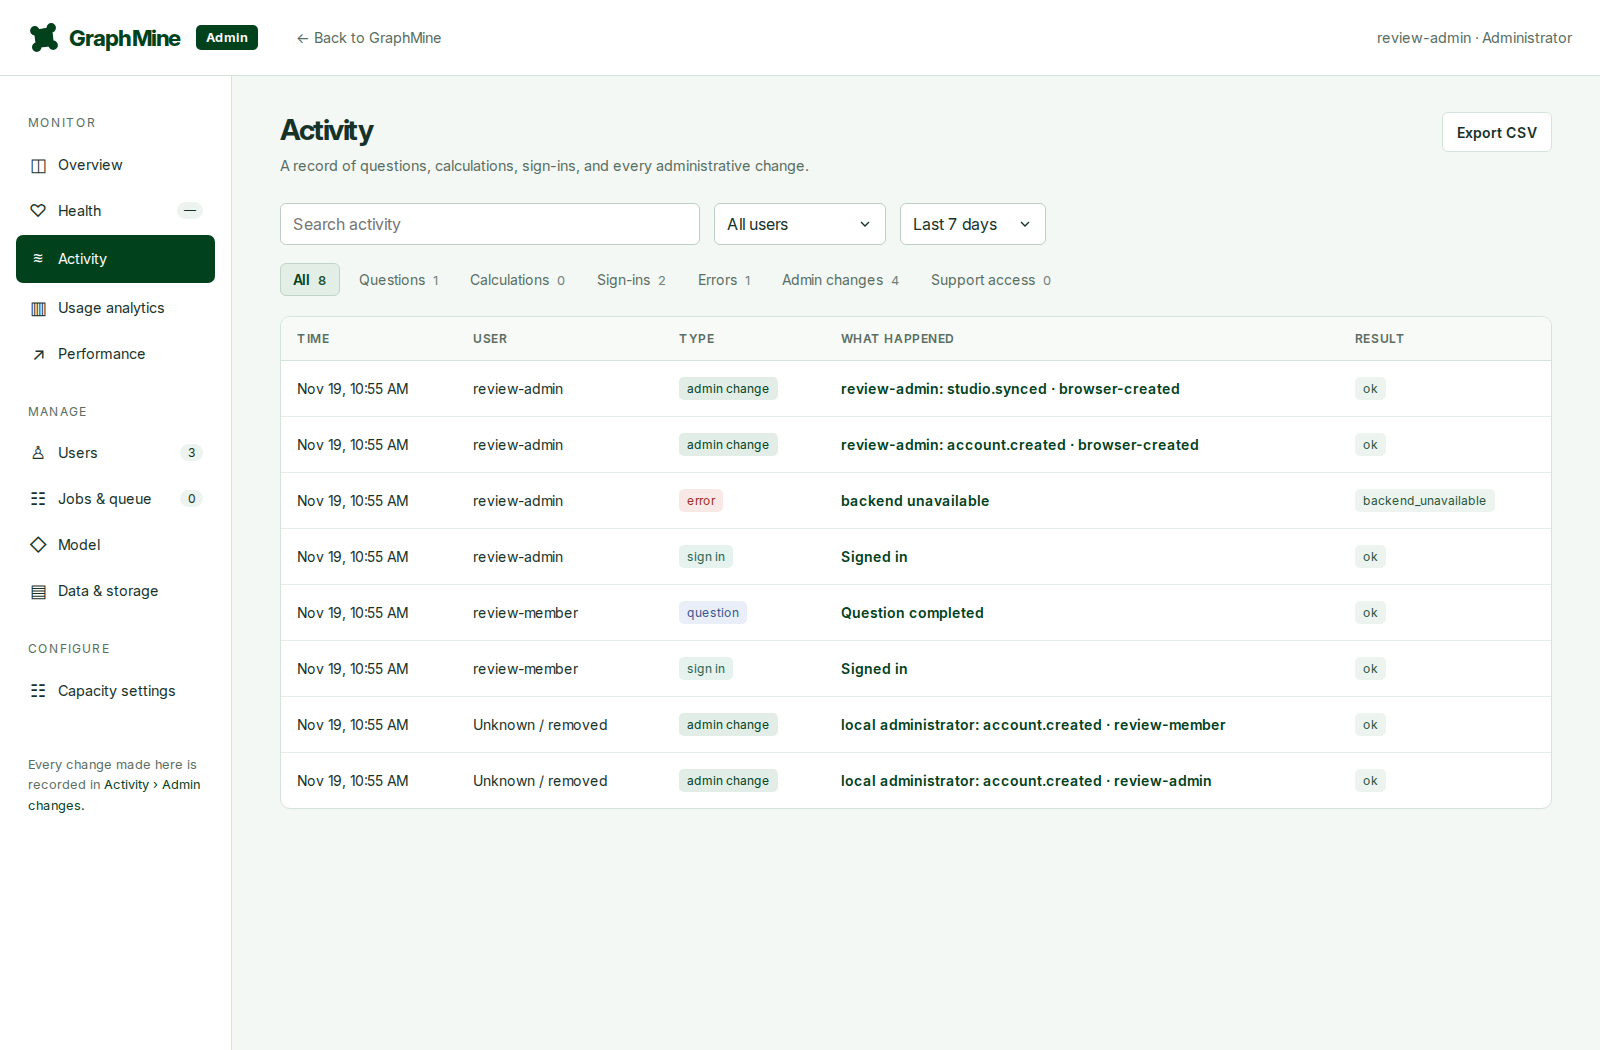 GraphMine Admin ← Back to GraphMine review-admin · Administrator
MONITOR
Overview
Health —
Activity
Usage analytics
Performance
MANAGE
Users 3
Jobs & queue 0
Model
Data & storage
CONFIGURE
Capacity settings
Every change made here is
recorded in Activity › Admin
changes.
Activity
Export CSV
A record of questions, calculations, sign-ins, and every administrative change.
Search activity All users Last 7 days
All 8 Questions 1 Calculations 0 Sign-ins 2 Errors 1 Admin changes 4 Support access 0
TIME USER TYPE WHAT HAPPENED RESULT
Nov 19, 10:55 AM review-admin admin change review-admin: studio.synced · browser-created ok
Nov 19, 10:55 AM review-admin admin change review-admin: account.created · browser-created ok
Nov 19, 10:55 AM review-admin error backend unavailable backend_unavailable
Nov 19, 10:55 AM review-admin sign in Signed in ok
Nov 19, 10:55 AM review-member question Question completed ok
Nov 19, 10:55 AM review-member sign in Signed in ok
Nov 19, 10:55 AM Unknown / removed admin change local administrator: account.created · review-member ok
Nov 19, 10:55 AM Unknown / removed admin change local administrator: account.created · review-admin ok